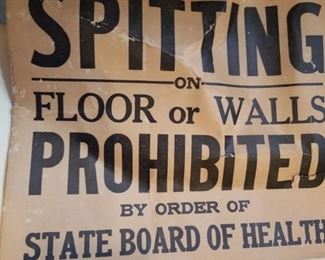 SPITTING
ON
FLOOR or WALLS
PROHIBITED
BY ORDER OF
STATE BOARD OF HEALTH